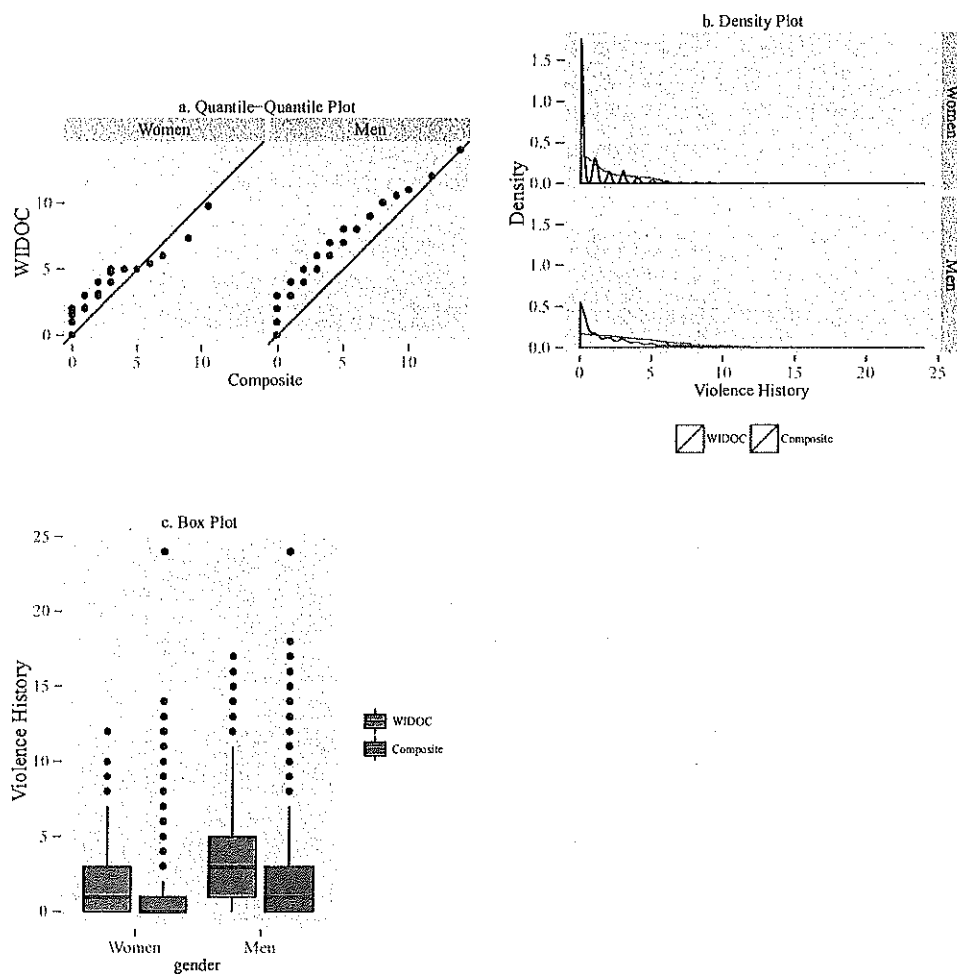 a. Quantile-Quantile Plot
Women
Men
WIDOC
10
5
0
0
5
10
0
5
10
Composite
b. Density Plot
Density
1.5
1.0
0.5
0.0
Women
1.5
1.0
0.5
0.0
Men
0
5
10
15
20
25
Violence History
WIDOC
Composite
c. Box Plot
Violence History
25
20
15
10
5
0
Women
Men
gender
WIDOC
Composite